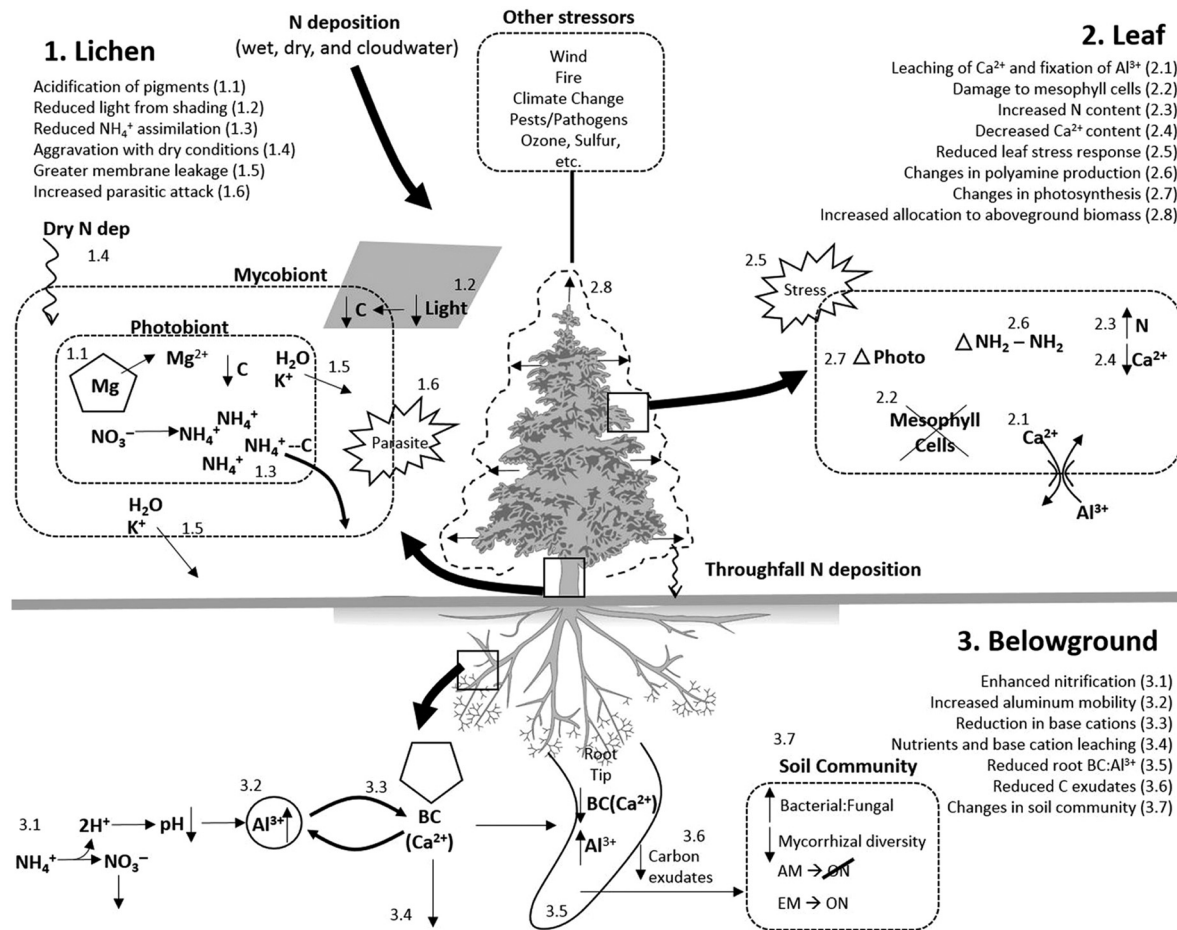 N deposition
(wet, dry, and cloudwater)
Other stressors
Wind
Fire
Climate Change
Pests/Pathogens
Ozone, Sulfur,
etc.
1. Lichen
Acidification of pigments (1.1)
Reduced light from shading (1.2)
Reduced NH₄⁺ assimilation (1.3)
Aggravation with dry conditions (1.4)
Greater membrane leakage (1.5)
Increased parasitic attack (1.6)
2. Leaf
Leaching of Ca²⁺ and fixation of Al³⁺ (2.1)
Damage to mesophyll cells (2.2)
Increased N content (2.3)
Decreased Ca²⁺ content (2.4)
Reduced leaf stress response (2.5)
Changes in polyamine production (2.6)
Changes in photosynthesis (2.7)
Increased allocation to aboveground biomass (2.8)
Dry N dep
1.4
Mycobiont
1.2
↓ C ← ↓ Light
Photobiont
1.1
Mg
Mg²⁺
↓ C
H₂O
K⁺
1.5
1.6
Parasite
NO₃⁻ → NH₄⁺
NH₄⁺
NH₄⁺ --C
NH₄⁺
1.3
H₂O
K⁺
1.5
2.8
2.5
Stress
2.7 △ Photo
2.6
△ NH₂ – NH₂
2.3 ↑ N
2.4 ↓ Ca²⁺
2.2
Mesophyll
Cells
2.1
Ca²⁺
Al³⁺
Throughfall N deposition
3. Belowground
Enhanced nitrification (3.1)
Increased aluminum mobility (3.2)
Reduction in base cations (3.3)
Nutrients and base cation leaching (3.4)
Reduced root BC:Al³⁺ (3.5)
Reduced C exudates (3.6)
Changes in soil community (3.7)
3.1
NH₄⁺ → NO₃⁻
2H⁺ → pH ↓
3.2
Al³⁺ ↑
3.3
BC
(Ca²⁺)
3.4
Root
Tip
↓ BC(Ca²⁺)
↑ Al³⁺
3.5
3.6
↓ Carbon
exudates
3.7
Soil Community
↑ Bacterial:Fungal
↓ Mycorrhizal diversity
AM → ON
EM → ON